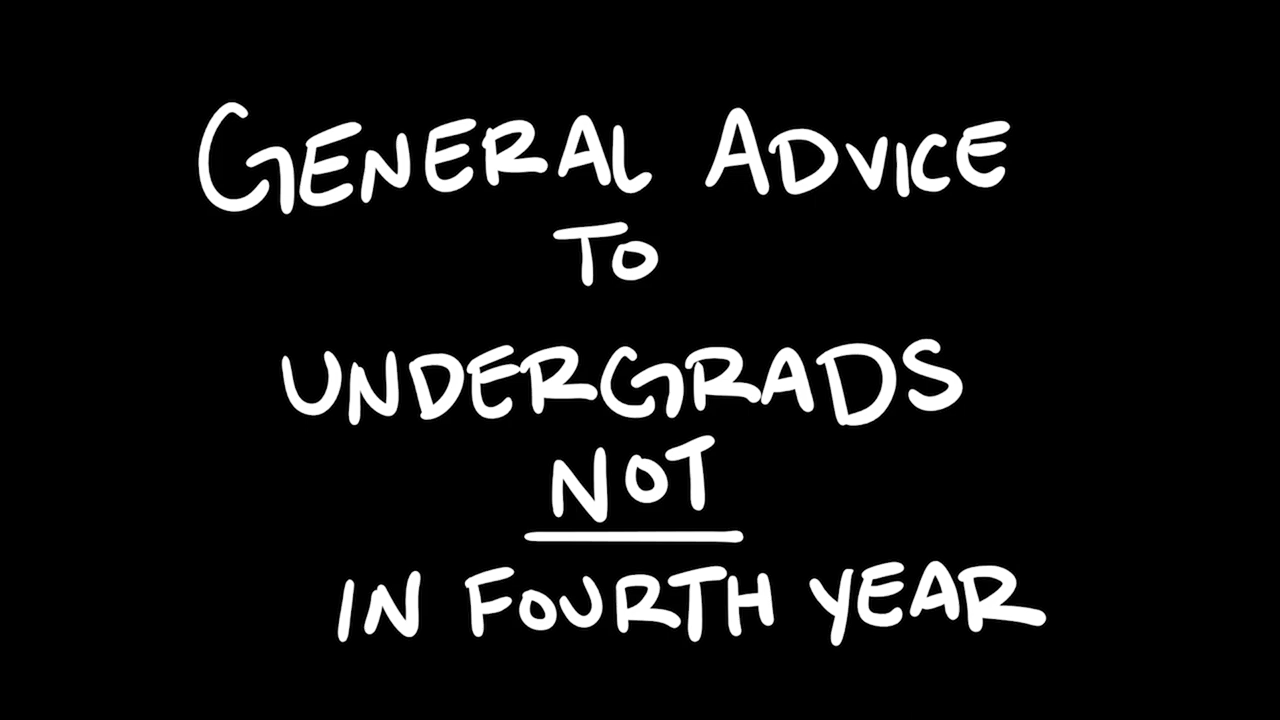 GENERAL ADVICE
TO
UNDERGRADS
NOT
IN FOURTH YEAR